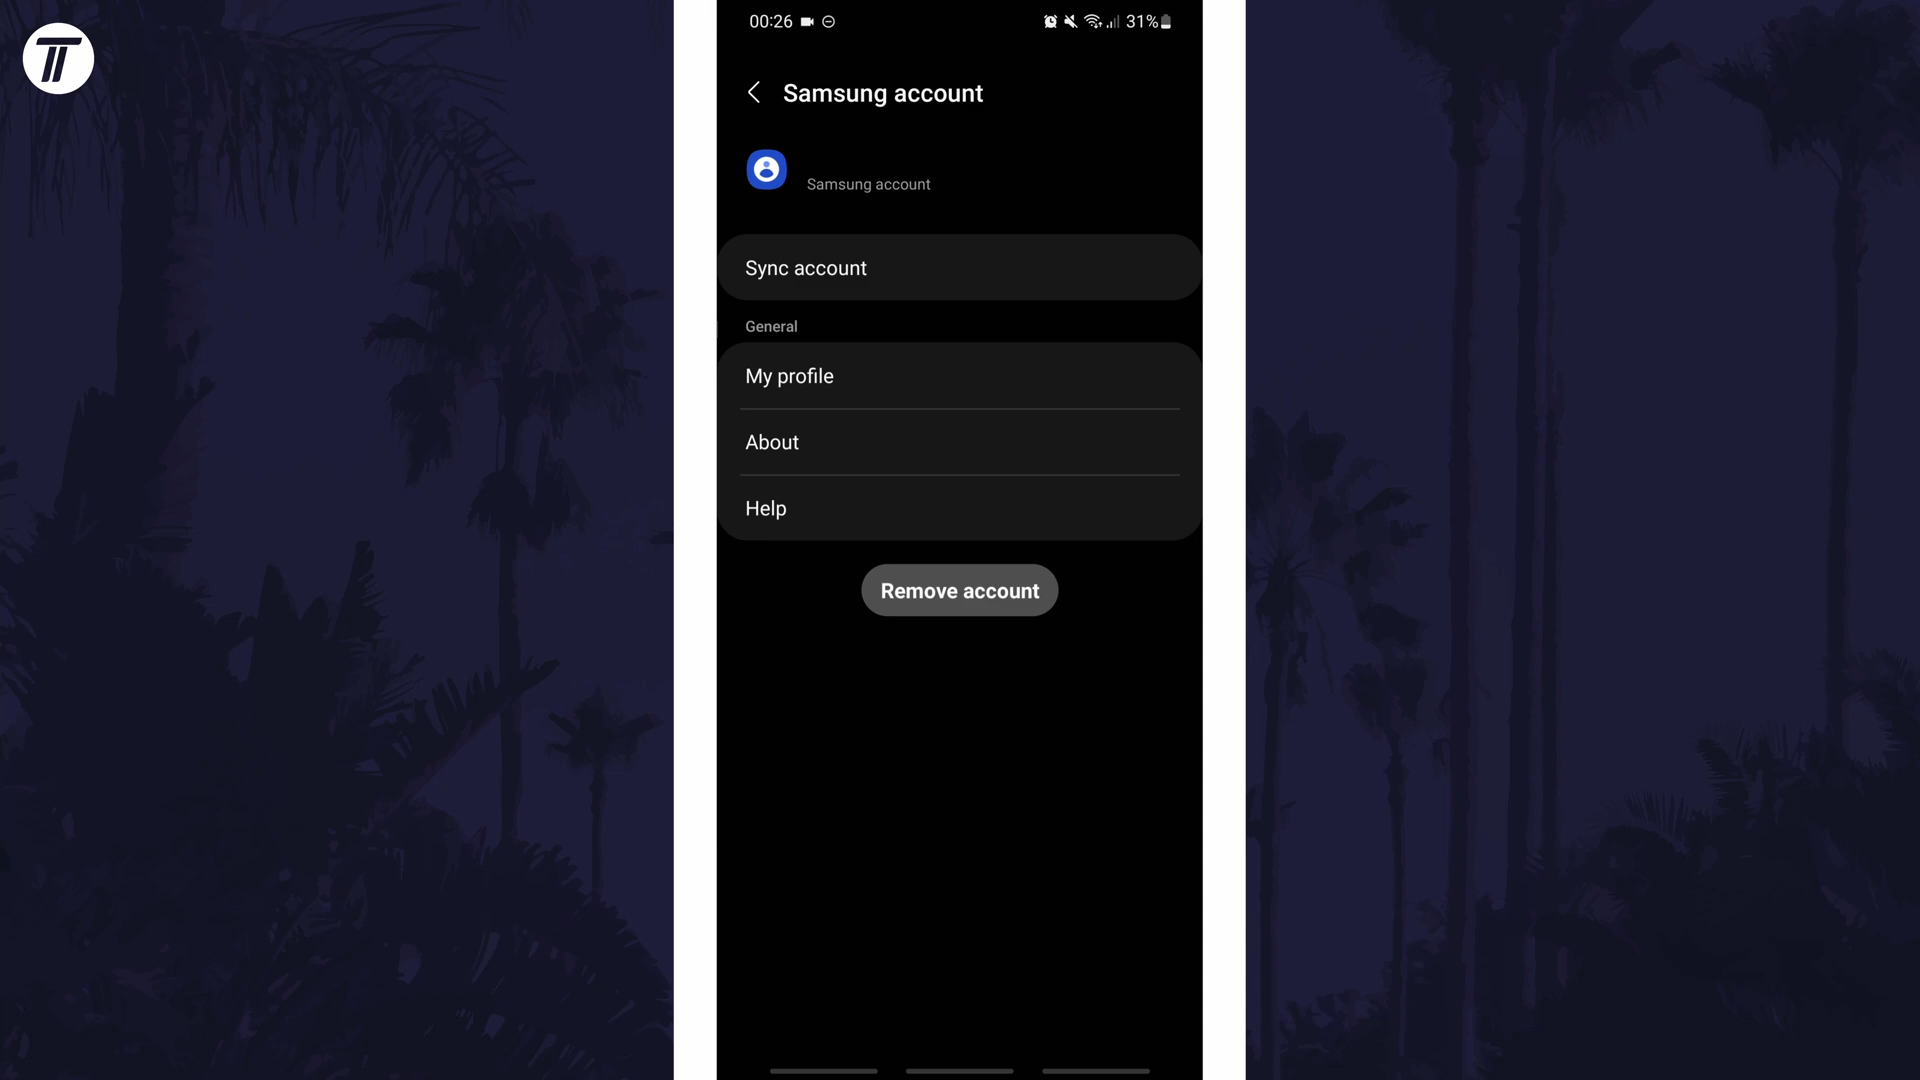 00:26 31%
Samsung account
Samsung account
Sync account
General
My profile
About
Help
Remove account